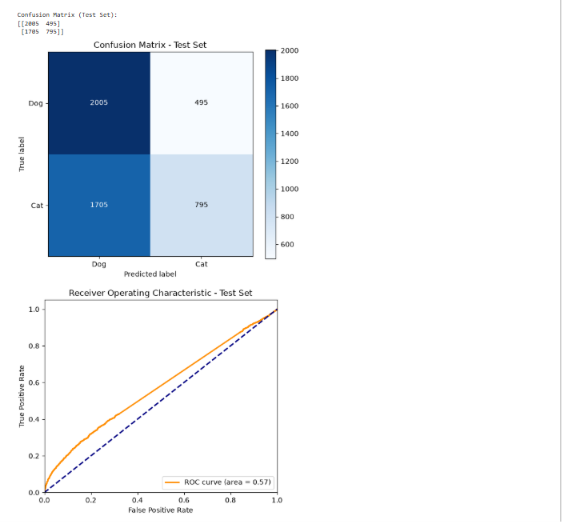 Confusion Matrix (Test Set):
[[2005 495]
[1705 795]]
Confusion Matrix - Test Set
2000
1800
1600
1400
1200
1000
800
600
Dog
2005
495
True label
Cat
1705
795
Dog
Cat
Predicted label
Receiver Operating Characteristic - Test Set
1.0
0.8
0.6
0.4
0.2
0.0
True Positive Rate
ROC curve (area = 0.57)
0.0
0.2
0.4
0.6
0.8
1.0
False Positive Rate